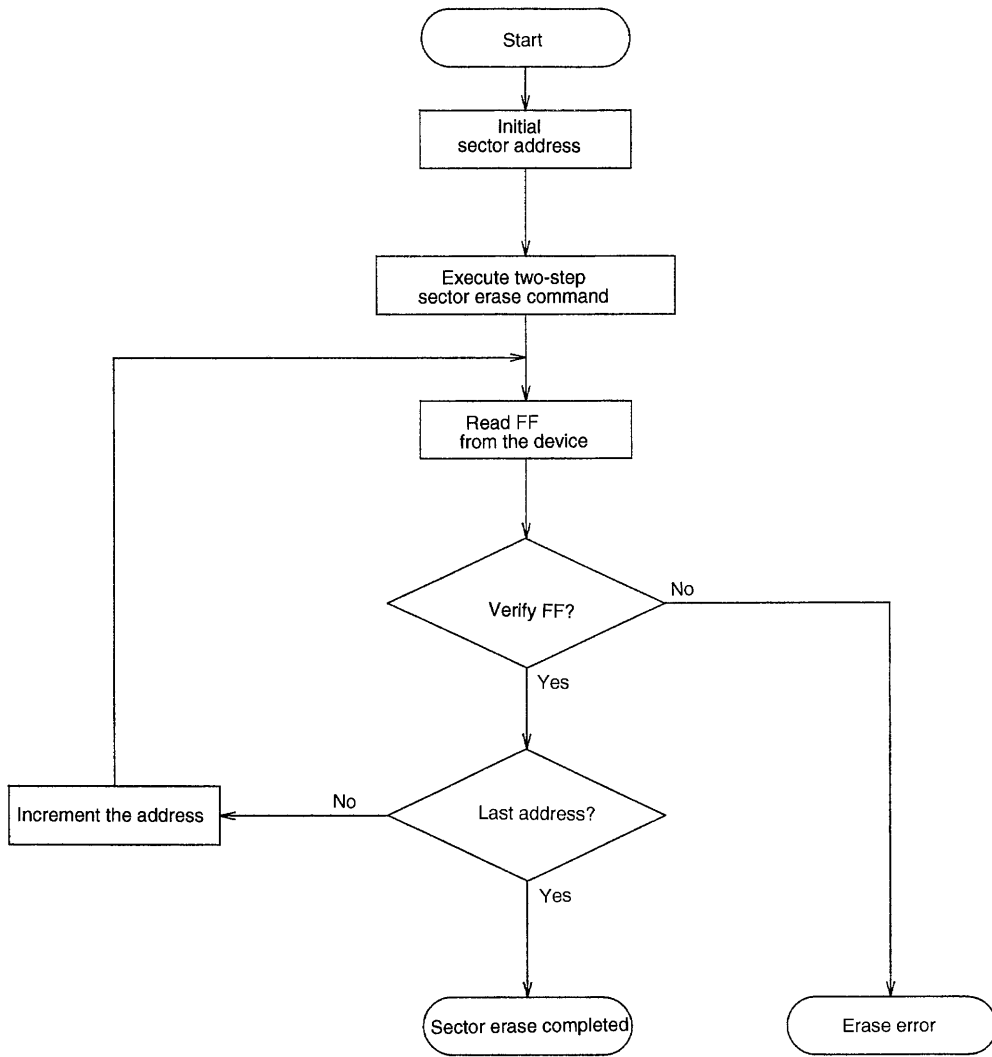 Start
Initial
sector address
Execute two-step
sector erase command
Read FF
from the device
Verify FF?
No
Yes
Increment the address
No
Last address?
Yes
Sector erase completed
Erase error